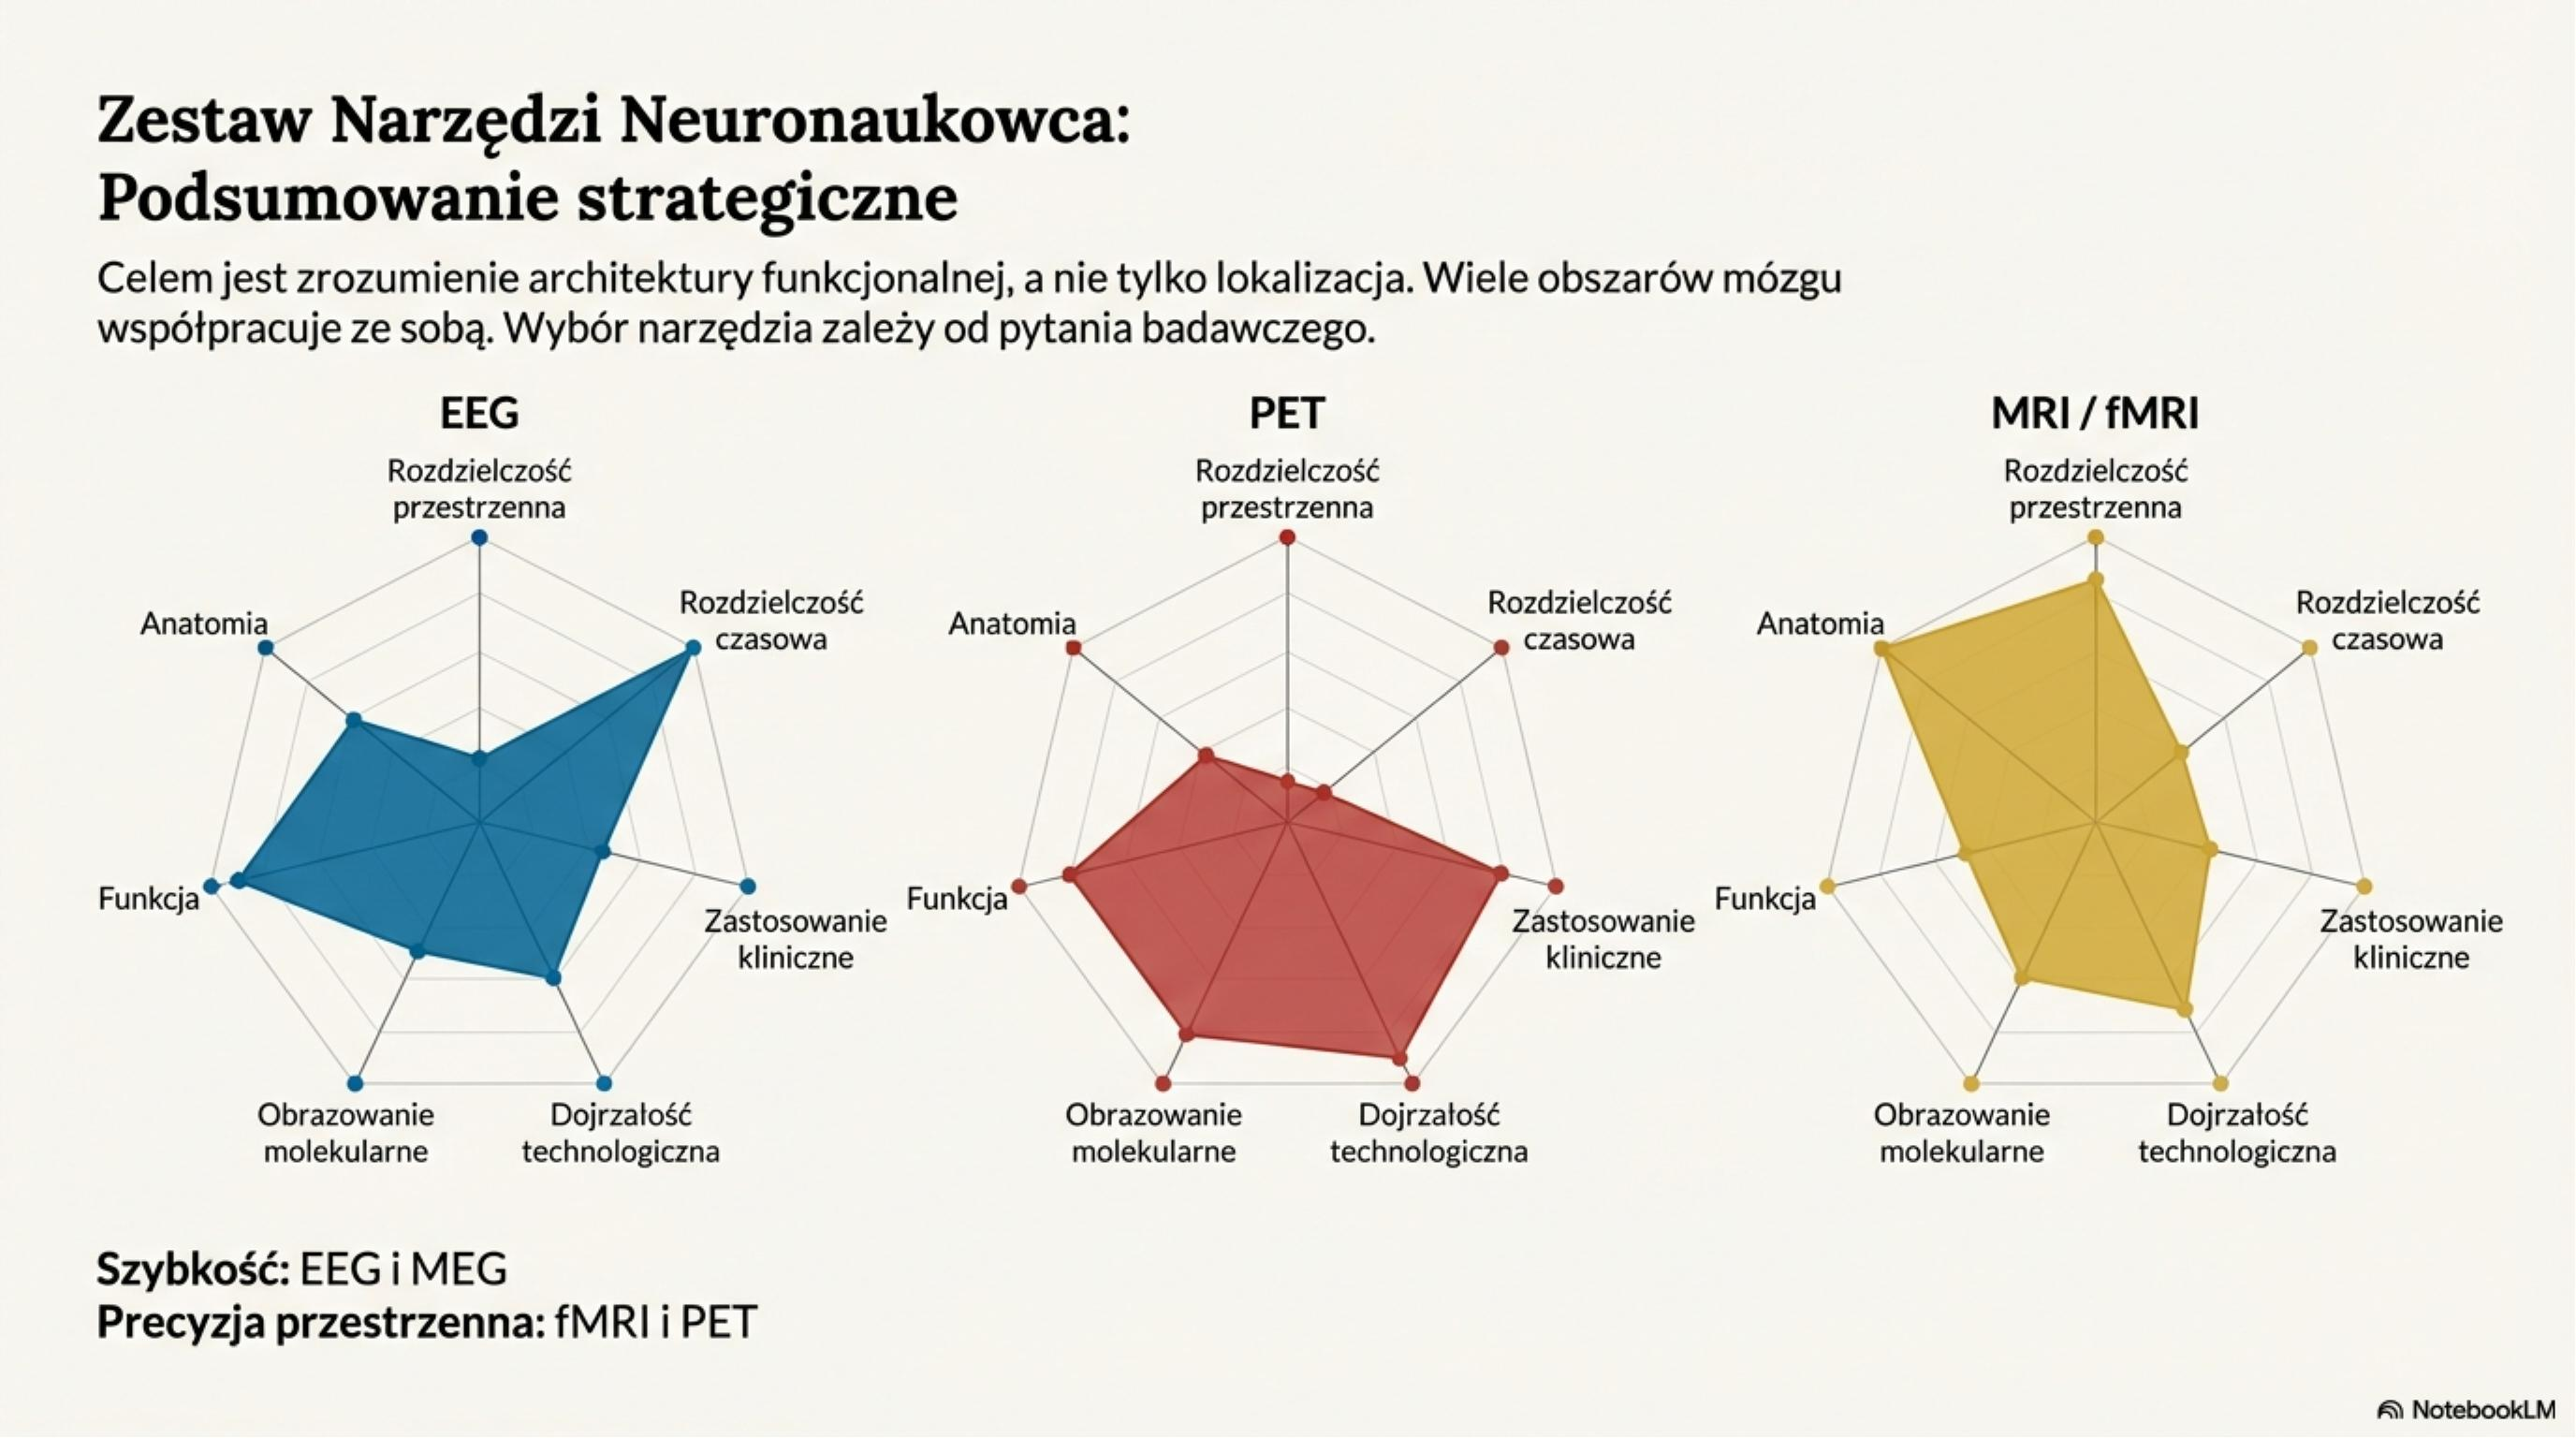 Zestaw Narzędzi Neuronaukowca:
Podsumowanie strategiczne
Celem jest zrozumienie architektury funkcjonalnej, a nie tylko lokalizacja. Wiele obszarów mózgu
współpracuje ze sobą. Wybór narzędzia zależy od pytania badawczego.
EEG
Rozdzielczość
przestrzenna
Rozdzielczość
czasowa
Anatomia
Funkcja
Zastosowanie
kliniczne
Obrazowanie
molekularne
Dojrzałość
technologiczna
PET
Rozdzielczość
przestrzenna
Rozdzielczość
czasowa
Anatomia
Funkcja
Zastosowanie
kliniczne
Obrazowanie
molekularne
Dojrzałość
technologiczna
MRI / fMRI
Rozdzielczość
przestrzenna
Rozdzielczość
czasowa
Anatomia
Funkcja
Zastosowanie
kliniczne
Obrazowanie
molekularne
Dojrzałość
technologiczna
Szybkość: EEG i MEG
Precyzja przestrzenna: fMRI i PET
NotebookLM